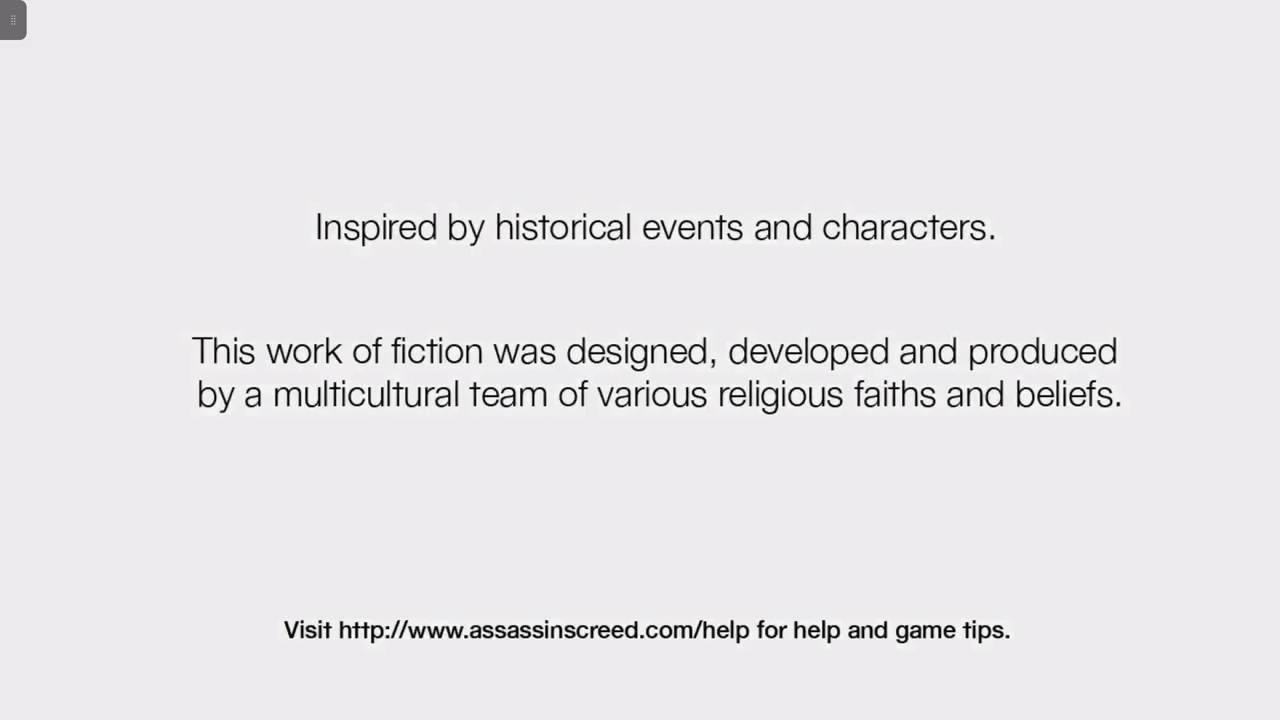 Inspired by historical events and characters.
This work of fiction was designed, developed and produced
by a multicultural team of various religious faiths and beliefs.
Visit http://www.assassinscreed.com/help for help and game tips.